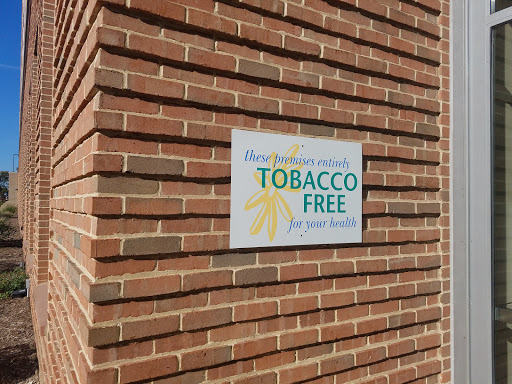 these premises entirely
TOBACCO
FREE
for your health